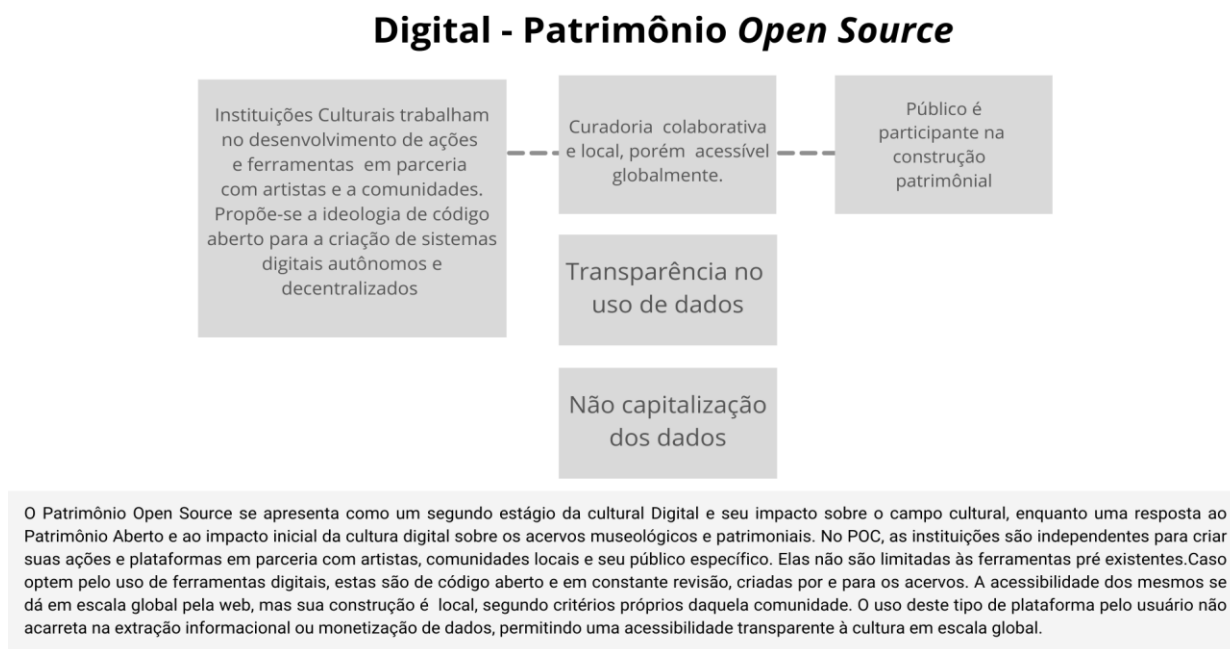 Digital - Patrimônio Open Source
Instituições Culturais trabalham
no desenvolvimento de ações
e ferramentas em parceria
com artistas e a comunidades.
Propõe-se a ideologia de código
aberto para a criação de sistemas
digitais autônomos e
decentralizados
Curadoria colaborativa
e local, porém acessível
globalmente.
Público é
participante na
construção
patrimônial
Transparência no
uso de dados
Não capitalização
dos dados
O Patrimônio Open Source se apresenta como um segundo estágio da cultural Digital e seu impacto sobre o campo cultural, enquanto uma resposta ao
Patrimônio Aberto e ao impacto inicial da cultura digital sobre os acervos museológicos e patrimoniais. No POC, as instituições são independentes para criar
suas ações e plataformas em parceria com artistas, comunidades locais e seu público específico. Elas não são limitadas às ferramentas pré existentes.Caso
optem pelo uso de ferramentas digitais, estas são de código aberto e em constante revisão, criadas por e para os acervos. A acessibilidade dos mesmos se
dá em escala global pela web, mas sua construção é local, segundo critérios próprios daquela comunidade. O uso deste tipo de plataforma pelo usuário não
acarreta na extração informacional ou monetização de dados, permitindo uma acessibilidade transparente à cultura em escala global.